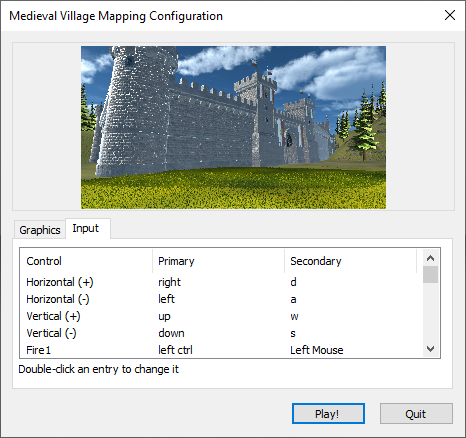 Medieval Village Mapping Configuration
Graphics Input
Control Primary Secondary
Horizontal (+) right d
Horizontal (-) left a
Vertical (+) up w
Vertical (-) down s
Fire1 left ctrl Left Mouse
Double-click an entry to change it
Play! Quit